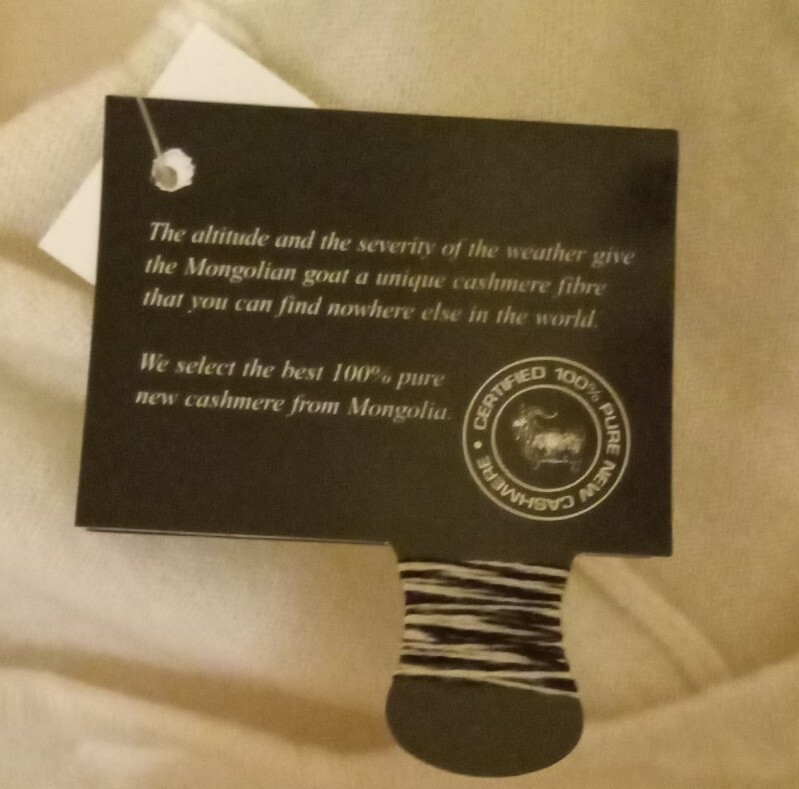 The altitude and the severity of the weather give
the Mongolian goat a unique cashmere fibre
that you can find nowhere else in the world.
We select the best 100% pure
new cashmere from Mongolia.
CERTIFIED 100% PURE NEW CASHMERE •